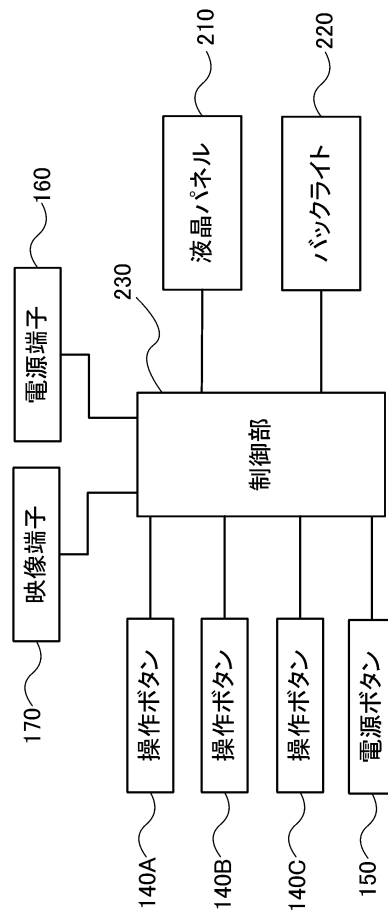 170
映像端子
電源端子
160
140A
操作ボタン
140B
操作ボタン
140C
操作ボタン
150
電源ボタン
制御部
230
液晶パネル
210
バックライト
220